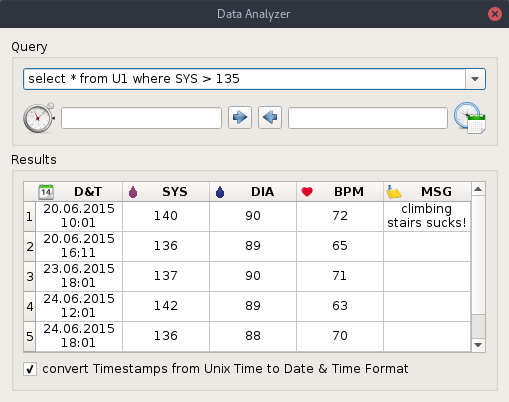 Data Analyzer
Query
select * from U1 where SYS > 135
Results
14 D&T SYS DIA BPM MSG
1 20.06.2015 10:01 140 90 72 climbing stairs sucks!
2 20.06.2015 16:11 136 89 65
3 23.06.2015 18:01 137 90 71
4 24.06.2015 12:01 142 89 63
5 24.06.2015 18:01 136 88 70
convert Timestamps from Unix Time to Date & Time Format